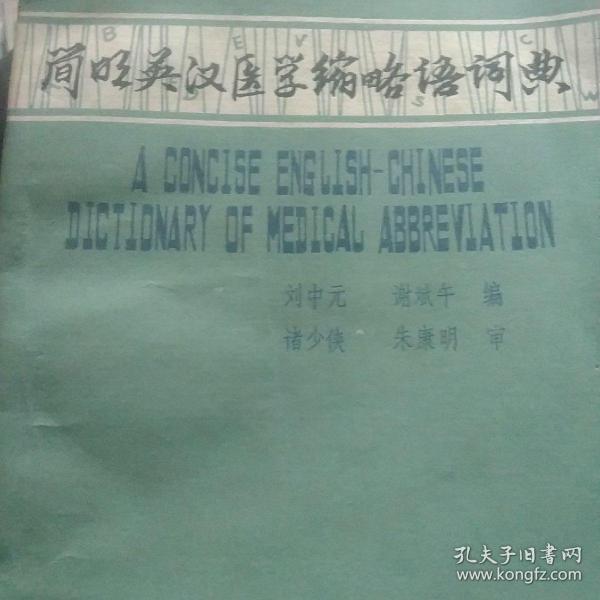 简明英汉医学缩略语词典
A CONCISE ENGLISH-CHINESE
DICTIONARY OF MEDICAL ABBREVIATION
刘中元 谢斌午 编
诸少侠 朱康明 审
孔夫子旧书网
www.kongfz.com